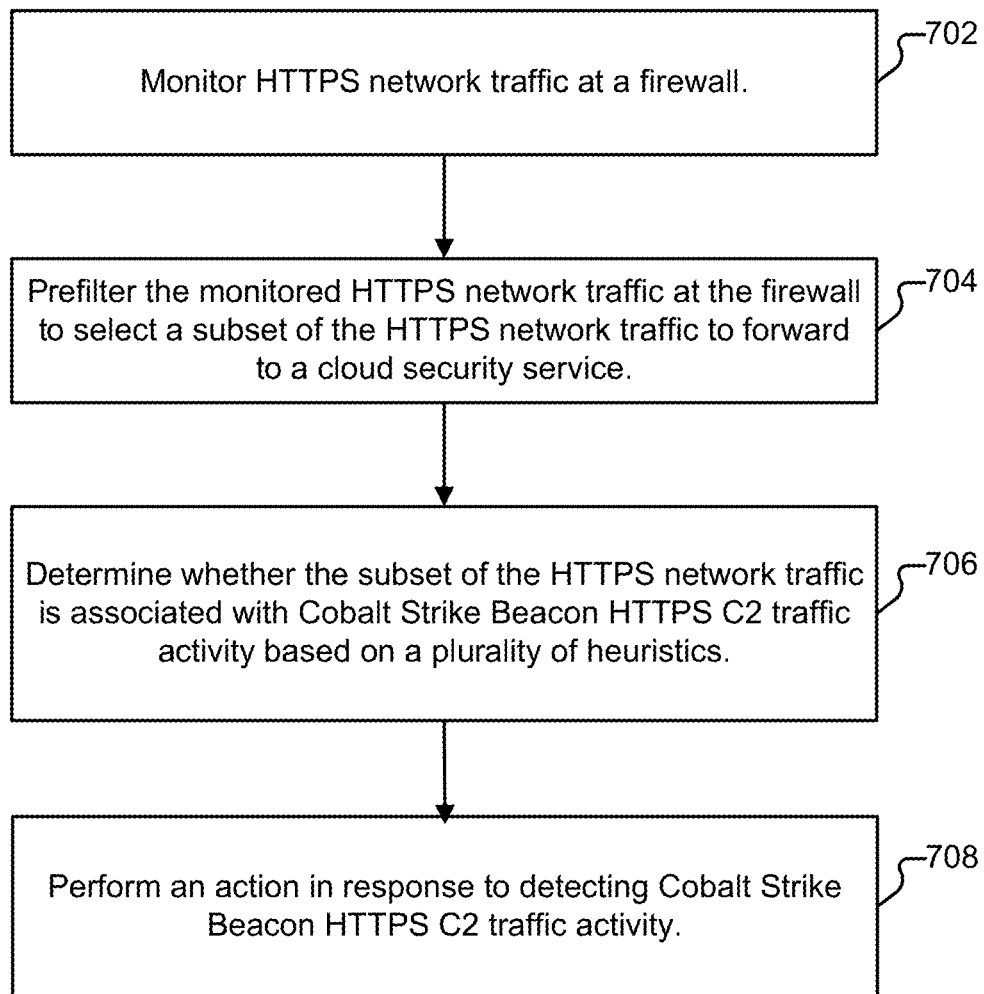 Monitor HTTPS network traffic at a firewall.
702
Prefilter the monitored HTTPS network traffic at the firewall
to select a subset of the HTTPS network traffic to forward
to a cloud security service.
704
Determine whether the subset of the HTTPS network traffic
is associated with Cobalt Strike Beacon HTTPS C2 traffic
activity based on a plurality of heuristics.
706
Perform an action in response to detecting Cobalt Strike
Beacon HTTPS C2 traffic activity.
708